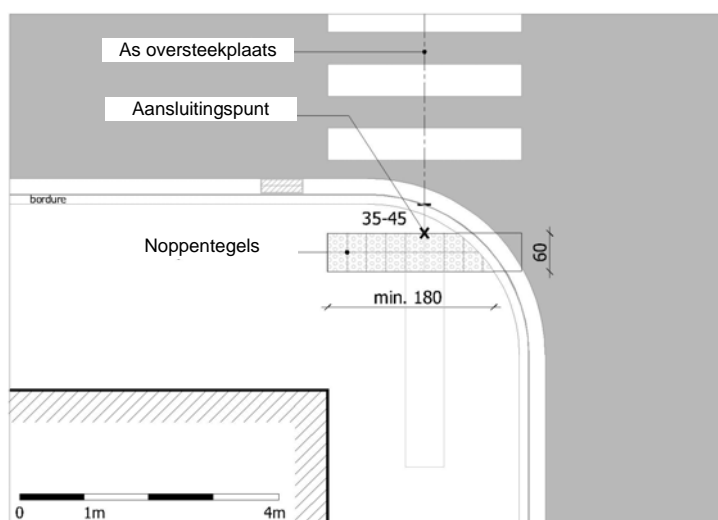 As oversteekplaats
Aansluitingspunt
bordure
35-45
Noppentegels
60
min. 180
0 1m 4m